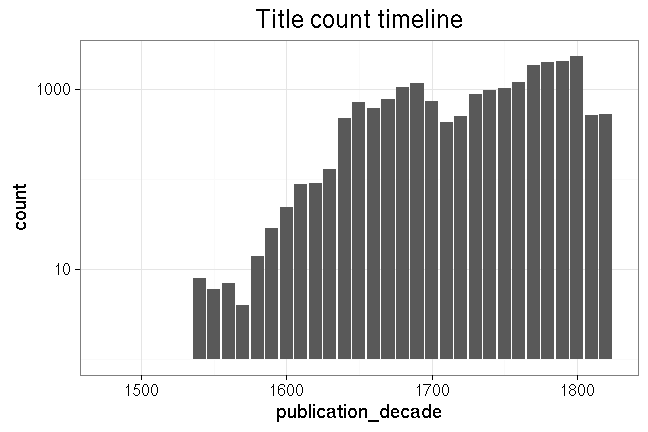 Title count timeline
1000
10
count
1500 1600 1700 1800
publication_decade